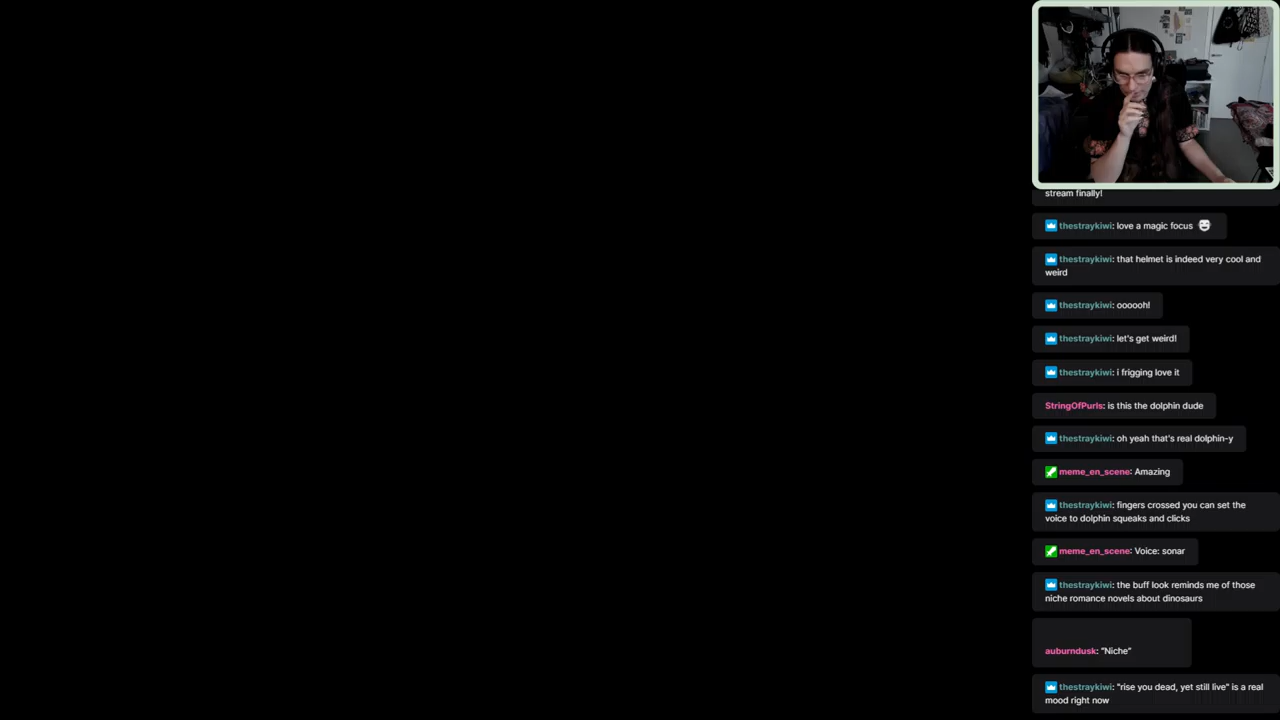 stream finally!
thestraykiwi: love a magic focus
thestraykiwi: that helmet is indeed very cool and
weird
thestraykiwi: oooooh!
thestraykiwi: let's get weird!
thestraykiwi: i frigging love it
StringOfPurls: is this the dolphin dude
thestraykiwi: oh yeah that's real dolphin-y
meme_en_scene: Amazing
thestraykiwi: fingers crossed you can set the
voice to dolphin squeaks and clicks
meme_en_scene: Voice: sonar
thestraykiwi: the buff look reminds me of those
niche romance novels about dinosaurs
auburndusk: "Niche"
thestraykiwi: "rise you dead, yet still live" is a real
mood right now